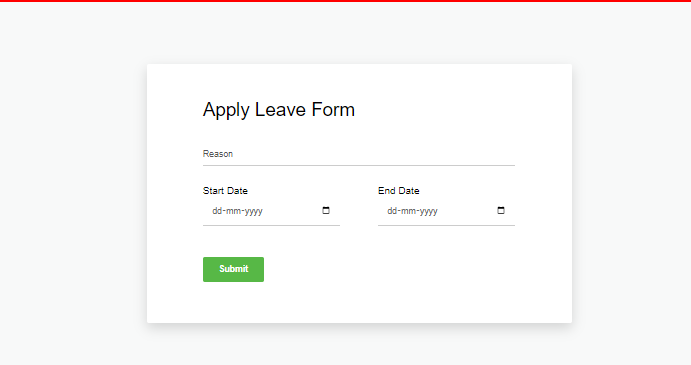 Apply Leave Form
Reason
Start Date End Date
dd-mm-yyyy dd-mm-yyyy
Submit